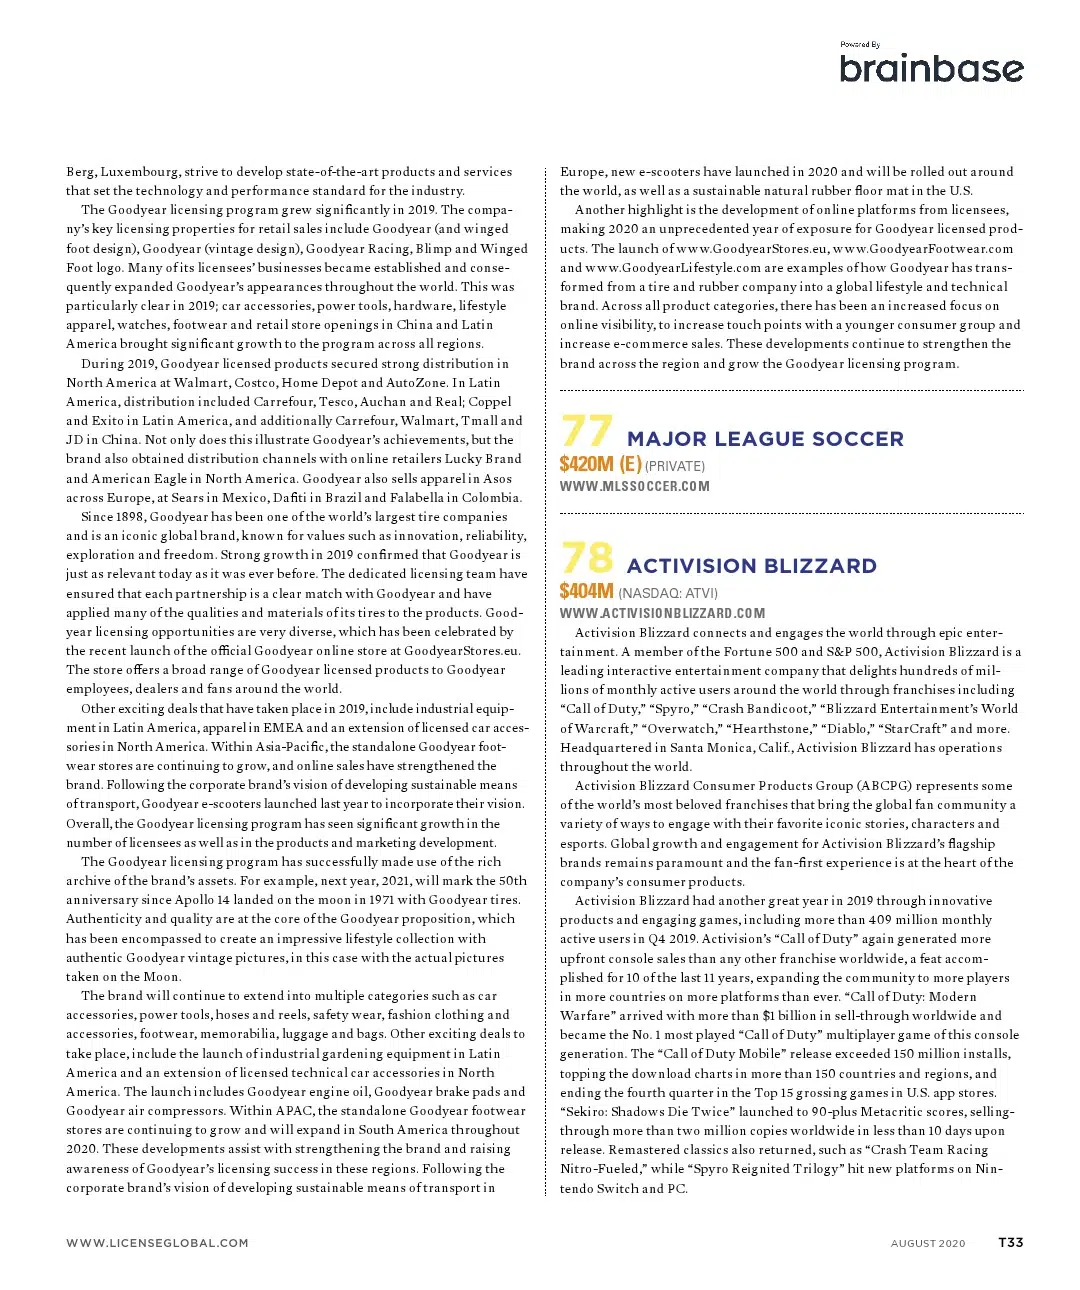 Powered By
brainbase
Berg, Luxembourg, strive to develop state-of-the-art products and services
that set the technology and performance standard for the industry.
The Goodyear licensing program grew significantly in 2019. The compa-
ny's key licensing properties for retail sales include Goodyear (and winged
foot design), Goodyear (vintage design), Goodyear Racing, Blimp and Winged
Foot logo. Many of its licensees' businesses became established and conse-
quently expanded Goodyear's appearances throughout the world. This was
particularly clear in 2019; car accessories, power tools, hardware, lifestyle
apparel, watches, footwear and retail store openings in China and Latin
America brought significant growth to the program across all regions.
During 2019, Goodyear licensed products secured strong distribution in
North America at Walmart, Costco, Home Depot and AutoZone. In Latin
America, distribution included Carrefour, Tesco, Auchan and Real; Coppel
and Exito in Latin America, and additionally Carrefour, Walmart, Tmall and
JD in China. Not only does this illustrate Goodyear's achievements, but the
brand also obtained distribution channels with online retailers Lucky Brand
and American Eagle in North America. Goodyear also sells apparel in Asos
across Europe, at Sears in Mexico, Dafiti in Brazil and Falabella in Colombia.
Since 1898, Goodyear has been one of the world's largest tire companies
and is an iconic global brand, known for values such as innovation, reliability,
exploration and freedom. Strong growth in 2019 confirmed that Goodyear is
just as relevant today as it was ever before. The dedicated licensing team have
ensured that each partnership is a clear match with Goodyear and have
applied many of the qualities and materials of its tires to the products. Good-
year licensing opportunities are very diverse, which has been celebrated by
the recent launch of the official Goodyear online store at GoodyearStores.eu.
The store offers a broad range of Goodyear licensed products to Goodyear
employees, dealers and fans around the world.
Other exciting deals that have taken place in 2019, include industrial equip-
ment in Latin America, apparel in EMEA and an extension of licensed car acces-
sories in North America. Within Asia-Pacific, the standalone Goodyear foot-
wear stores are continuing to grow, and online sales have strengthened the
brand. Following the corporate brand's vision of developing sustainable means
of transport, Goodyear e-scooters launched last year to incorporate their vision.
Overall, the Goodyear licensing program has seen significant growth in the
number of licensees as well as in the products and marketing development.
The Goodyear licensing program has successfully made use of the rich
archive of the brand's assets. For example, next year, 2021, will mark the 50th
anniversary since Apollo 14 landed on the moon in 1971 with Goodyear tires.
Authenticity and quality are at the core of the Goodyear proposition, which
has been encompassed to create an impressive lifestyle collection with
authentic Goodyear vintage pictures, in this case with the actual pictures
taken on the Moon.
The brand will continue to extend into multiple categories such as car
accessories, power tools, hoses and reels, safety wear, fashion clothing and
accessories, footwear, memorabilia, luggage and bags. Other exciting deals to
take place, include the launch of industrial gardening equipment in Latin
America and an extension of licensed technical car accessories in North
America. The launch includes Goodyear engine oil, Goodyear brake pads and
Goodyear air compressors. Within APAC, the standalone Goodyear footwear
stores are continuing to grow and will expand in South America throughout
2020. These developments assist with strengthening the brand and raising
awareness of Goodyear's licensing success in these regions. Following the
corporate brand's vision of developing sustainable means of transport in
Europe, new e-scooters have launched in 2020 and will be rolled out around
the world, as well as a sustainable natural rubber floor mat in the U.S.
Another highlight is the development of online platforms from licensees,
making 2020 an unprecedented year of exposure for Goodyear licensed prod-
ucts. The launch of www.GoodyearStores.eu, www.GoodyearFootwear.com
and www.GoodyearLifestyle.com are examples of how Goodyear has trans-
formed from a tire and rubber company into a global lifestyle and technical
brand. Across all product categories, there has been an increased focus on
online visibility, to increase touch points with a younger consumer group and
increase e-commerce sales. These developments continue to strengthen the
brand across the region and grow the Goodyear licensing program.
77 MAJOR LEAGUE SOCCER
$420M (E) (PRIVATE)
WWW.MLSSOCCER.COM
78 ACTIVISION BLIZZARD
$404M (NASDAQ: ATVI)
WWW.ACTIVISIONBLIZZARD.COM
Activision Blizzard connects and engages the world through epic enter-
tainment. A member of the Fortune 500 and S&P 500, Activision Blizzard is a
leading interactive entertainment company that delights hundreds of mil-
lions of monthly active users around the world through franchises including
“Call of Duty,” “Spyro,” “Crash Bandicoot,” “Blizzard Entertainment's World
of Warcraft,” “Overwatch,” “Hearthstone,” “Diablo,” “StarCraft” and more.
Headquartered in Santa Monica, Calif., Activision Blizzard has operations
throughout the world.
Activision Blizzard Consumer Products Group (ABCPG) represents some
of the world's most beloved franchises that bring the global fan community a
variety of ways to engage with their favorite iconic stories, characters and
esports. Global growth and engagement for Activision Blizzard's flagship
brands remains paramount and the fan-first experience is at the heart of the
company's consumer products.
Activision Blizzard had another great year in 2019 through innovative
products and engaging games, including more than 409 million monthly
active users in Q4 2019. Activision's “Call of Duty” again generated more
upfront console sales than any other franchise worldwide, a feat accom-
plished for 10 of the last 11 years, expanding the community to more players
in more countries on more platforms than ever. “Call of Duty: Modern
Warfare” arrived with more than $1 billion in sell-through worldwide and
became the No. 1 most played “Call of Duty” multiplayer game of this console
generation. The “Call of Duty Mobile” release exceeded 150 million installs,
topping the download charts in more than 150 countries and regions, and
ending the fourth quarter in the Top 15 grossing games in U.S. app stores.
“Sekiro: Shadows Die Twice” launched to 90-plus Metacritic scores, selling-
through more than two million copies worldwide in less than 10 days upon
release. Remastered classics also returned, such as “Crash Team Racing
Nitro-Fueled,” while “Spyro Reignited Trilogy” hit new platforms on Nin-
tendo Switch and PC.
WWW.LICENSEGLOBAL.COM
AUGUST 2020 T33